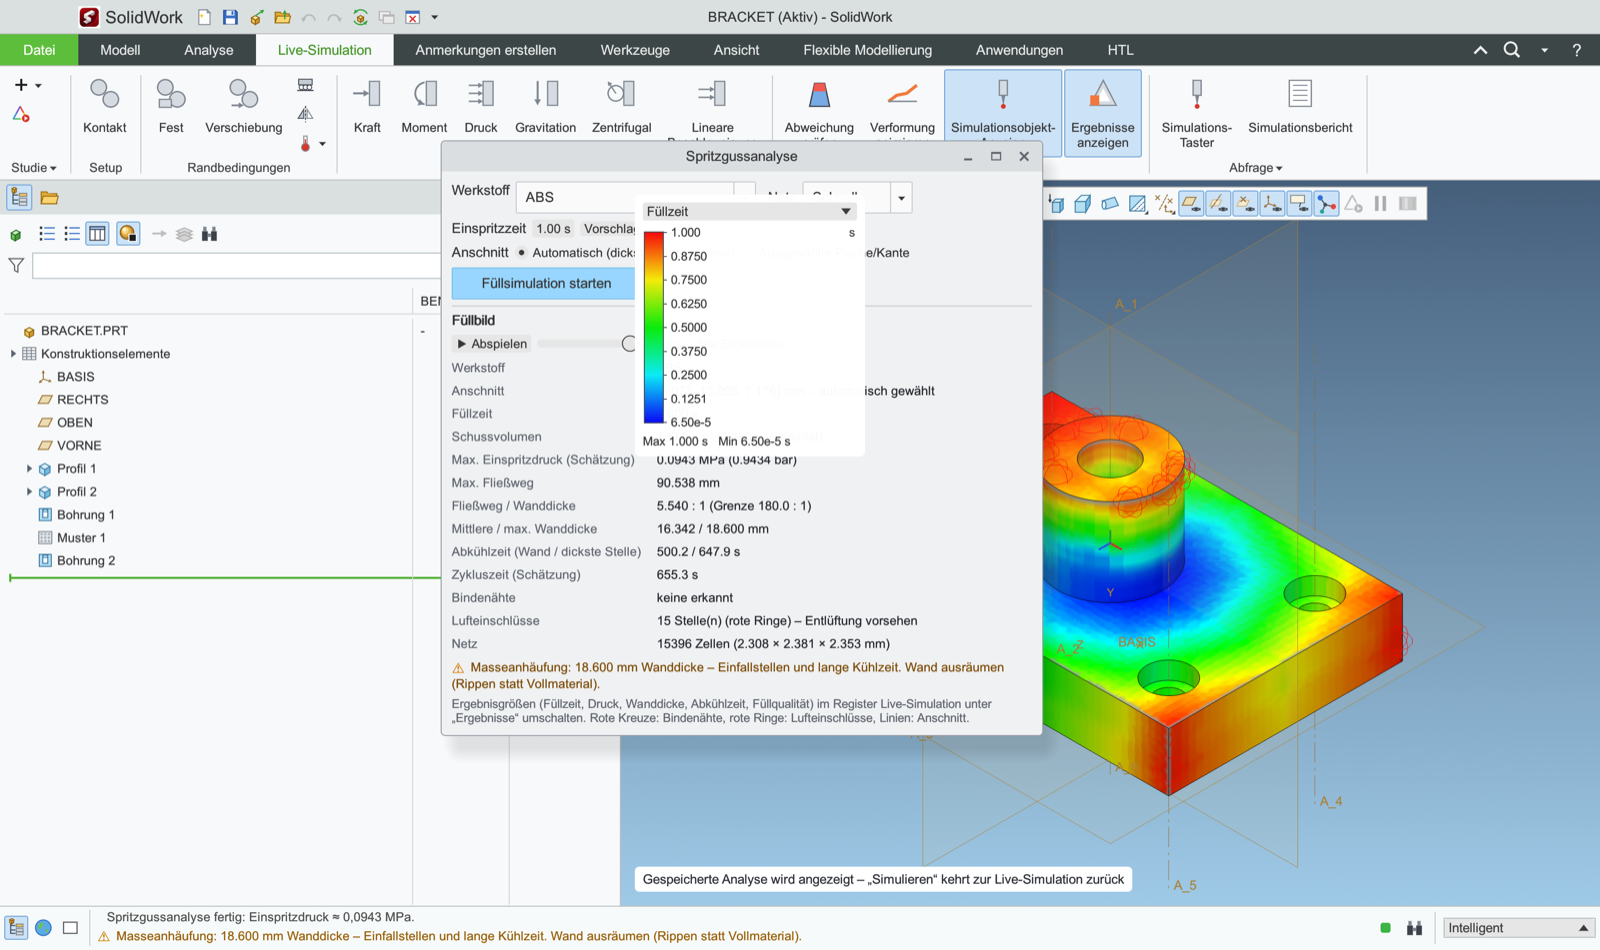 SolidWork
BRACKET (Aktiv) - SolidWork
Datei
Modell
Analyse
Live-Simulation
Anmerkungen erstellen
Werkzeuge
Ansicht
Flexible Modellierung
Anwendungen
HTL
?
Kontakt
Fest
Verschiebung
Kraft
Moment
Druck
Gravitation
Zentrifugal
Lineare
Abweichung
Verformung
Simulationsobjekt-
Ergebnisse
anzeigen
Simulations-
Taster
Simulationsbericht
Studie
Setup
Randbedingungen
Abfrage
Spritzgussanalyse
Werkstoff
ABS
Einspritzzeit
1.00 s
Anschnitt
Automatisch
Füllsimulation starten
Füllbild
Abspielen
Werkstoff
Anschnitt
Füllzeit
Schussvolumen
Max. Einspritzdruck (Schätzung)
0.0943 MPa (0.9434 bar)
Max. Fließweg
90.538 mm
Fließweg / Wanddicke
5.540 : 1 (Grenze 180.0 : 1)
Mittlere / max. Wanddicke
16.342 / 18.600 mm
Abkühlzeit (Wand / dickste Stelle)
500.2 / 647.9 s
Zykluszeit (Schätzung)
655.3 s
Bindenähte
keine erkannt
Lufteinschlüsse
15 Stelle(n) (rote Ringe) – Entlüftung vorsehen
Netz
15396 Zellen (2.308 × 2.381 × 2.353 mm)
⚠ Masseanhäufung: 18.600 mm Wanddicke – Einfallstellen und lange Kühlzeit. Wand ausräumen
(Rippen statt Vollmaterial).
Ergebnisgrößen (Füllzeit, Druck, Wanddicke, Abkühlzeit, Füllqualität) im Register Live-Simulation unter
„Ergebnisse“ umschalten. Rote Kreuze: Bindenähte, rote Ringe: Lufteinschlüsse, Linien: Anschnitt.
Füllzeit
s
1.000
0.8750
0.7500
0.6250
0.5000
0.3750
0.2500
0.1251
6.50e-5
Max 1.000 s Min 6.50e-5 s
e/Kante
isch gewählt
BRACKET.PRT
-
Konstruktionselemente
BASIS
RECHTS
OBEN
VORNE
Profil 1
Profil 2
Bohrung 1
Muster 1
Bohrung 2
A_1
Y
A_2
Z
BASIS
A_4
A_5
Gespeicherte Analyse wird angezeigt – „Simulieren“ kehrt zur Live-Simulation zurück
Spritzgussanalyse fertig: Einspritzdruck ≈ 0,0943 MPa.
⚠ Masseanhäufung: 18.600 mm Wanddicke – Einfallstellen und lange Kühlzeit. Wand ausräumen (Rippen statt Vollmaterial).
Intelligent